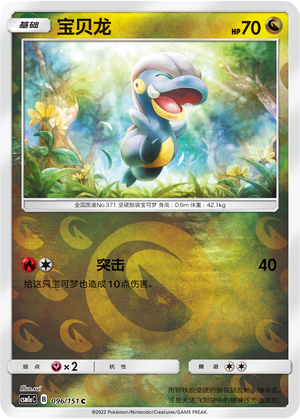 基础 宝贝龙 HP70
全国图鉴No.371 坚硬脑袋宝可梦 身高：0.6m 体重：42.1kg
突击 40
给这只宝可梦也造成10点伤害。
弱点 ×2 抗性 撤退
Illus.sui
csm1aC B 096/151 C
©2022 Pokémon/Nintendo/Creatures/GAME FREAK.